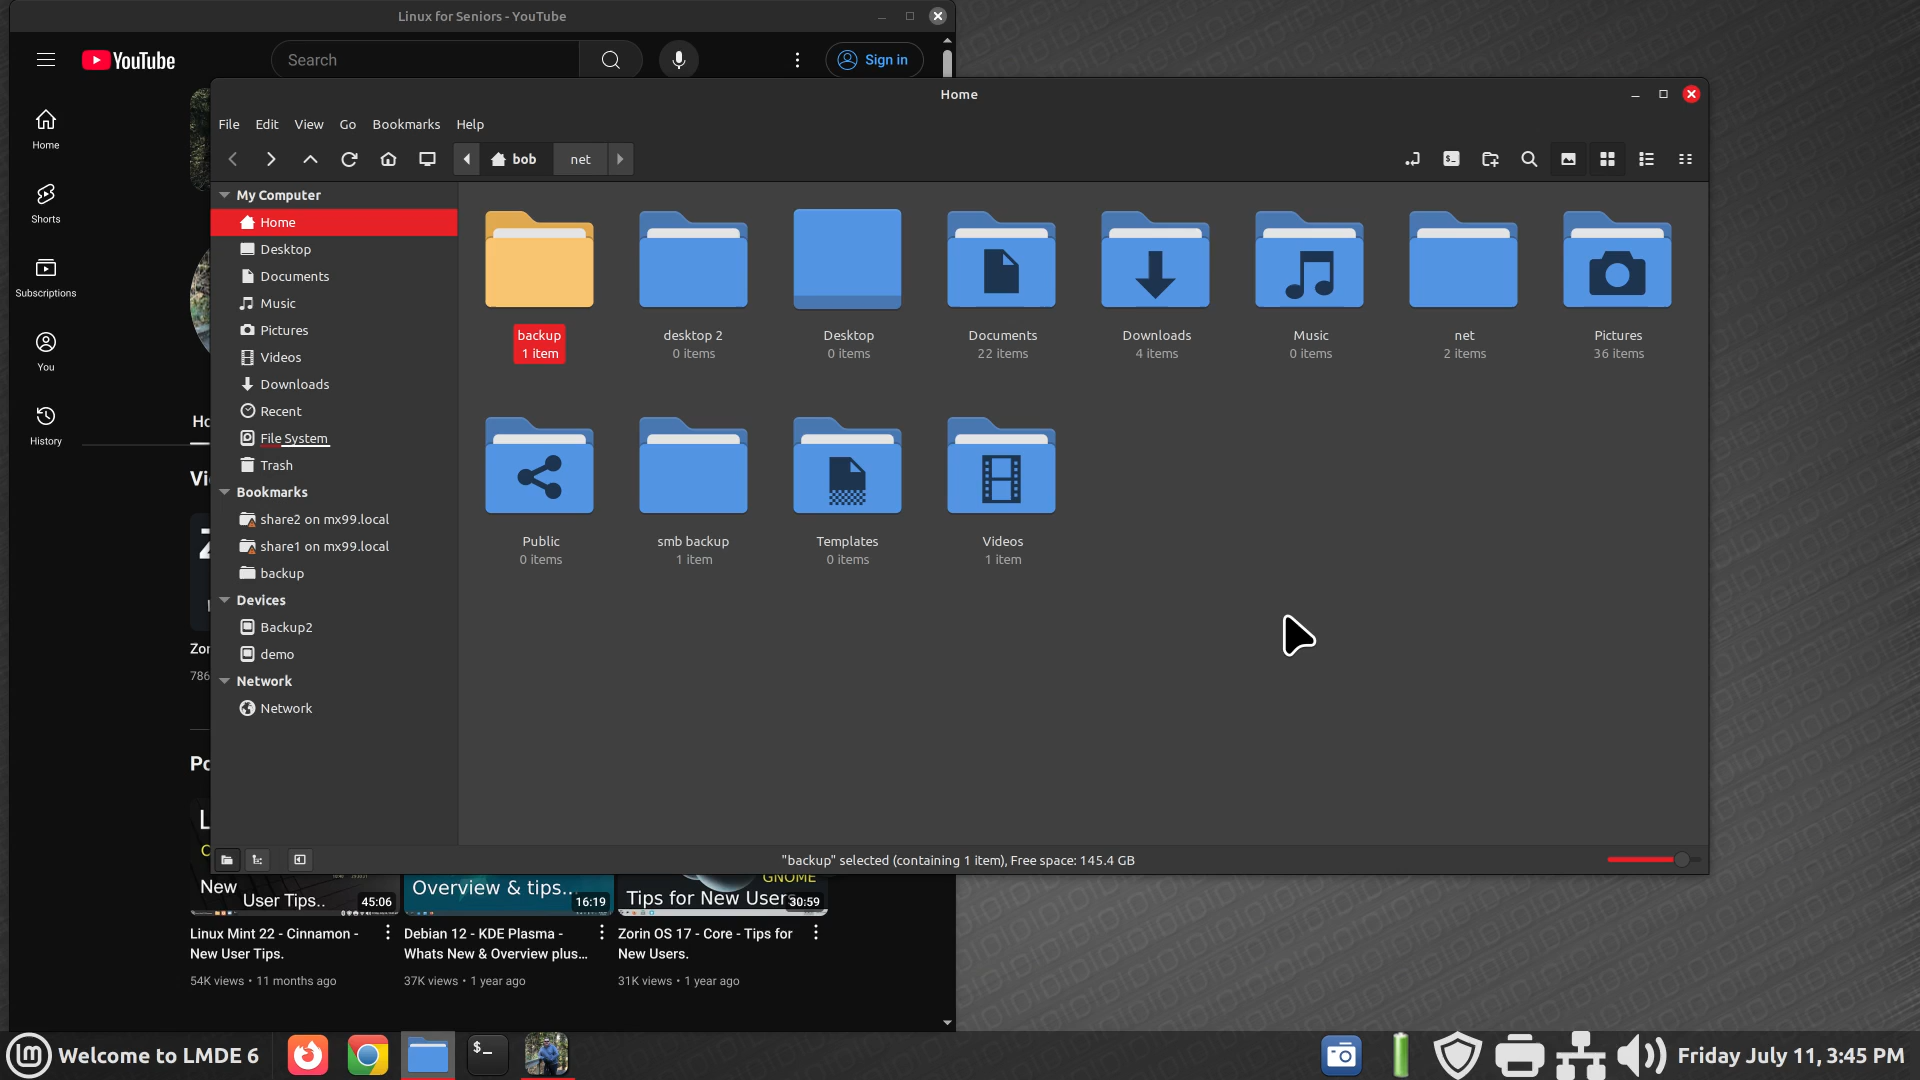 Linux for Seniors - YouTube
YouTube
Search
Sign in
Home
Shorts
Subscriptions
You
History
Home
File Edit View Go Bookmarks Help
bob
net
My Computer
Home
Desktop
Documents
Music
Pictures
Videos
Downloads
Recent
File System
Trash
Bookmarks
share2 on mx99.local
share1 on mx99.local
backup
Devices
Backup2
demo
Network
Network
backup
1 item
desktop 2
0 items
Desktop
0 items
Documents
22 items
Downloads
4 items
Music
0 items
net
2 items
Pictures
36 items
Public
0 items
smb backup
1 item
Templates
0 items
Videos
1 item
"backup" selected (containing 1 item), Free space: 145.4 GB
New
User Tips..
45:06
Overview & tips...
16:19
GNOME
Tips for New Users
30:59
Linux Mint 22 - Cinnamon -
New User Tips.
54K views • 11 months ago
Debian 12 - KDE Plasma -
Whats New & Overview plus...
37K views • 1 year ago
Zorin OS 17 - Core - Tips for
New Users.
31K views • 1 year ago
Welcome to LMDE 6
$_
Friday July 11, 3:45 PM